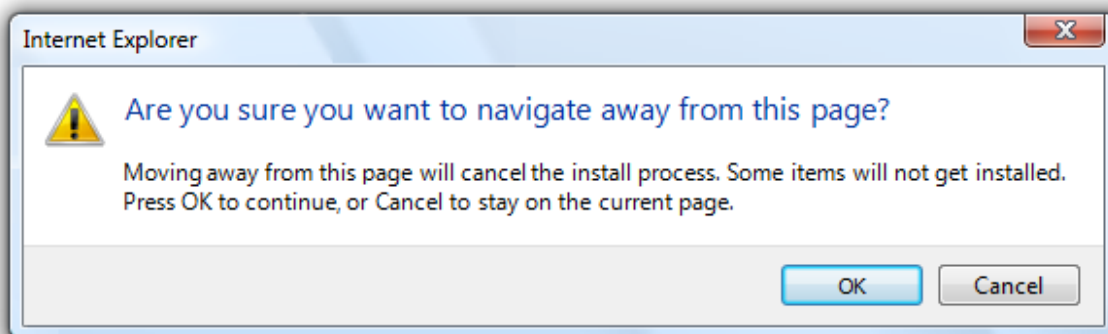 Internet Explorer
Are you sure you want to navigate away from this page?
Moving away from this page will cancel the install process. Some items will not get installed.
Press OK to continue, or Cancel to stay on the current page.
OK Cancel